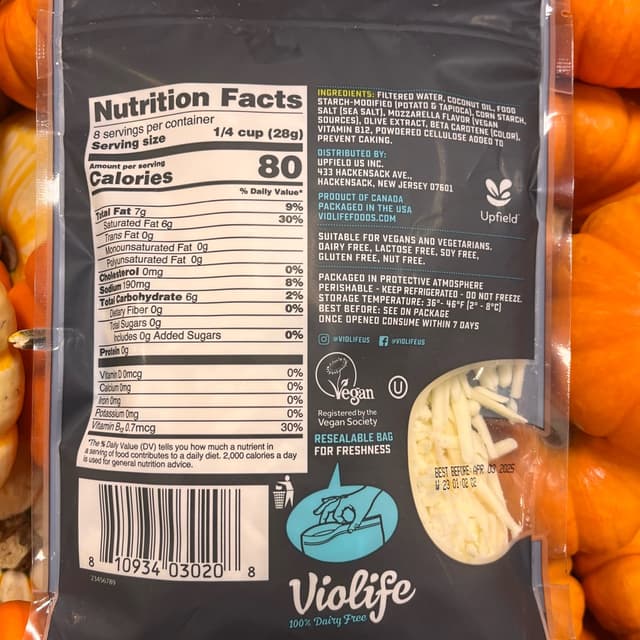 Nutrition Facts
8 servings per container
Serving size 1/4 cup (28g)
Amount per serving
Calories 80
% Daily Value*
Total Fat 7g 9%
Saturated Fat 6g 30%
Trans Fat 0g
Monounsaturated Fat 0g
Polyunsaturated Fat 0g
Cholesterol 0mg 0%
Sodium 190mg 8%
Total Carbohydrate 6g 2%
Dietary Fiber 0g 0%
Total Sugars 0g
Includes 0g Added Sugars 0%
Protein 0g
Vitamin D 0mcg 0%
Calcium 0mg 0%
Iron 0mg 0%
Potassium 0mg 0%
Vitamin B12 0.7mcg 30%
*The % Daily Value (DV) tells you how much a nutrient in
a serving of food contributes to a daily diet. 2,000 calories a day
is used for general nutrition advice.
8 10934 03020 8
23456789
INGREDIENTS: FILTERED WATER, COCONUT OIL, FOOD
STARCH-MODIFIED (POTATO & TAPIOCA), CORN STARCH,
SALT (SEA SALT), MOZZARELLA FLAVOR (VEGAN
SOURCES), OLIVE EXTRACT, BETA CAROTENE (COLOR),
VITAMIN B12, POWDERED CELLULOSE ADDED TO
PREVENT CAKING.
DISTRIBUTED BY:
UPFIELD US INC.
433 HACKENSACK AVE.,
HACKENSACK, NEW JERSEY 07601
PRODUCT OF CANADA
PACKAGED IN THE USA
VIOLIFEFOODS.COM
Upfield
SUITABLE FOR VEGANS AND VEGETARIANS.
DAIRY FREE, LACTOSE FREE, SOY FREE,
GLUTEN FREE, NUT FREE.
PACKAGED IN PROTECTIVE ATMOSPHERE
PERISHABLE - KEEP REFRIGERATED - DO NOT FREEZE.
STORAGE TEMPERATURE: 36°- 46°F (2° - 8°C)
BEST BEFORE: SEE ON PACKAGE
ONCE OPENED CONSUME WITHIN 7 DAYS
@VIOLIFEUS @VIOLIFEUS
Vegan
U
Registered by the
Vegan Society
RESEALABLE BAG
FOR FRESHNESS
BEST BEFORE APR 03 2025
W 23 01 02 02
Violife
100% Dairy Free